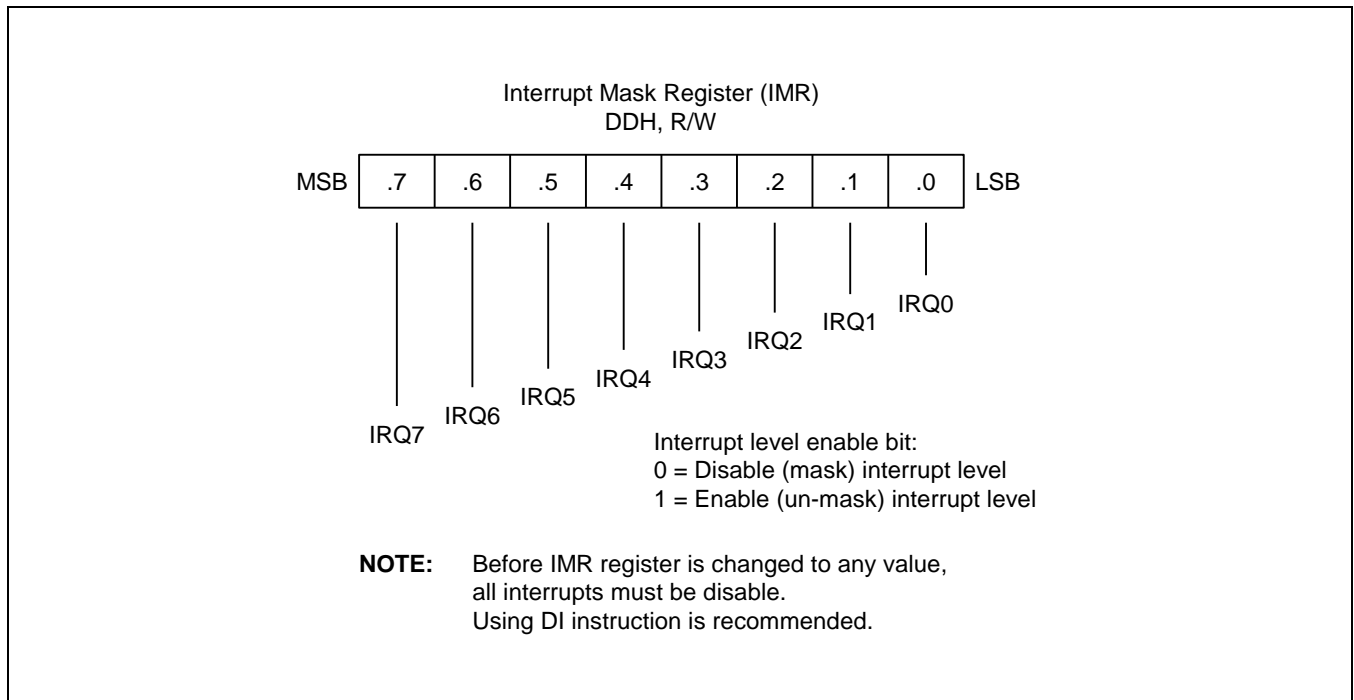 Interrupt Mask Register (IMR)
DDH, R/W
MSB .7 .6 .5 .4 .3 .2 .1 .0 LSB
IRQ0
IRQ1
IRQ2
IRQ3
IRQ4
IRQ5
IRQ6
IRQ7
Interrupt level enable bit:
0 = Disable (mask) interrupt level
1 = Enable (un-mask) interrupt level
NOTE: Before IMR register is changed to any value,
all interrupts must be disable.
Using DI instruction is recommended.